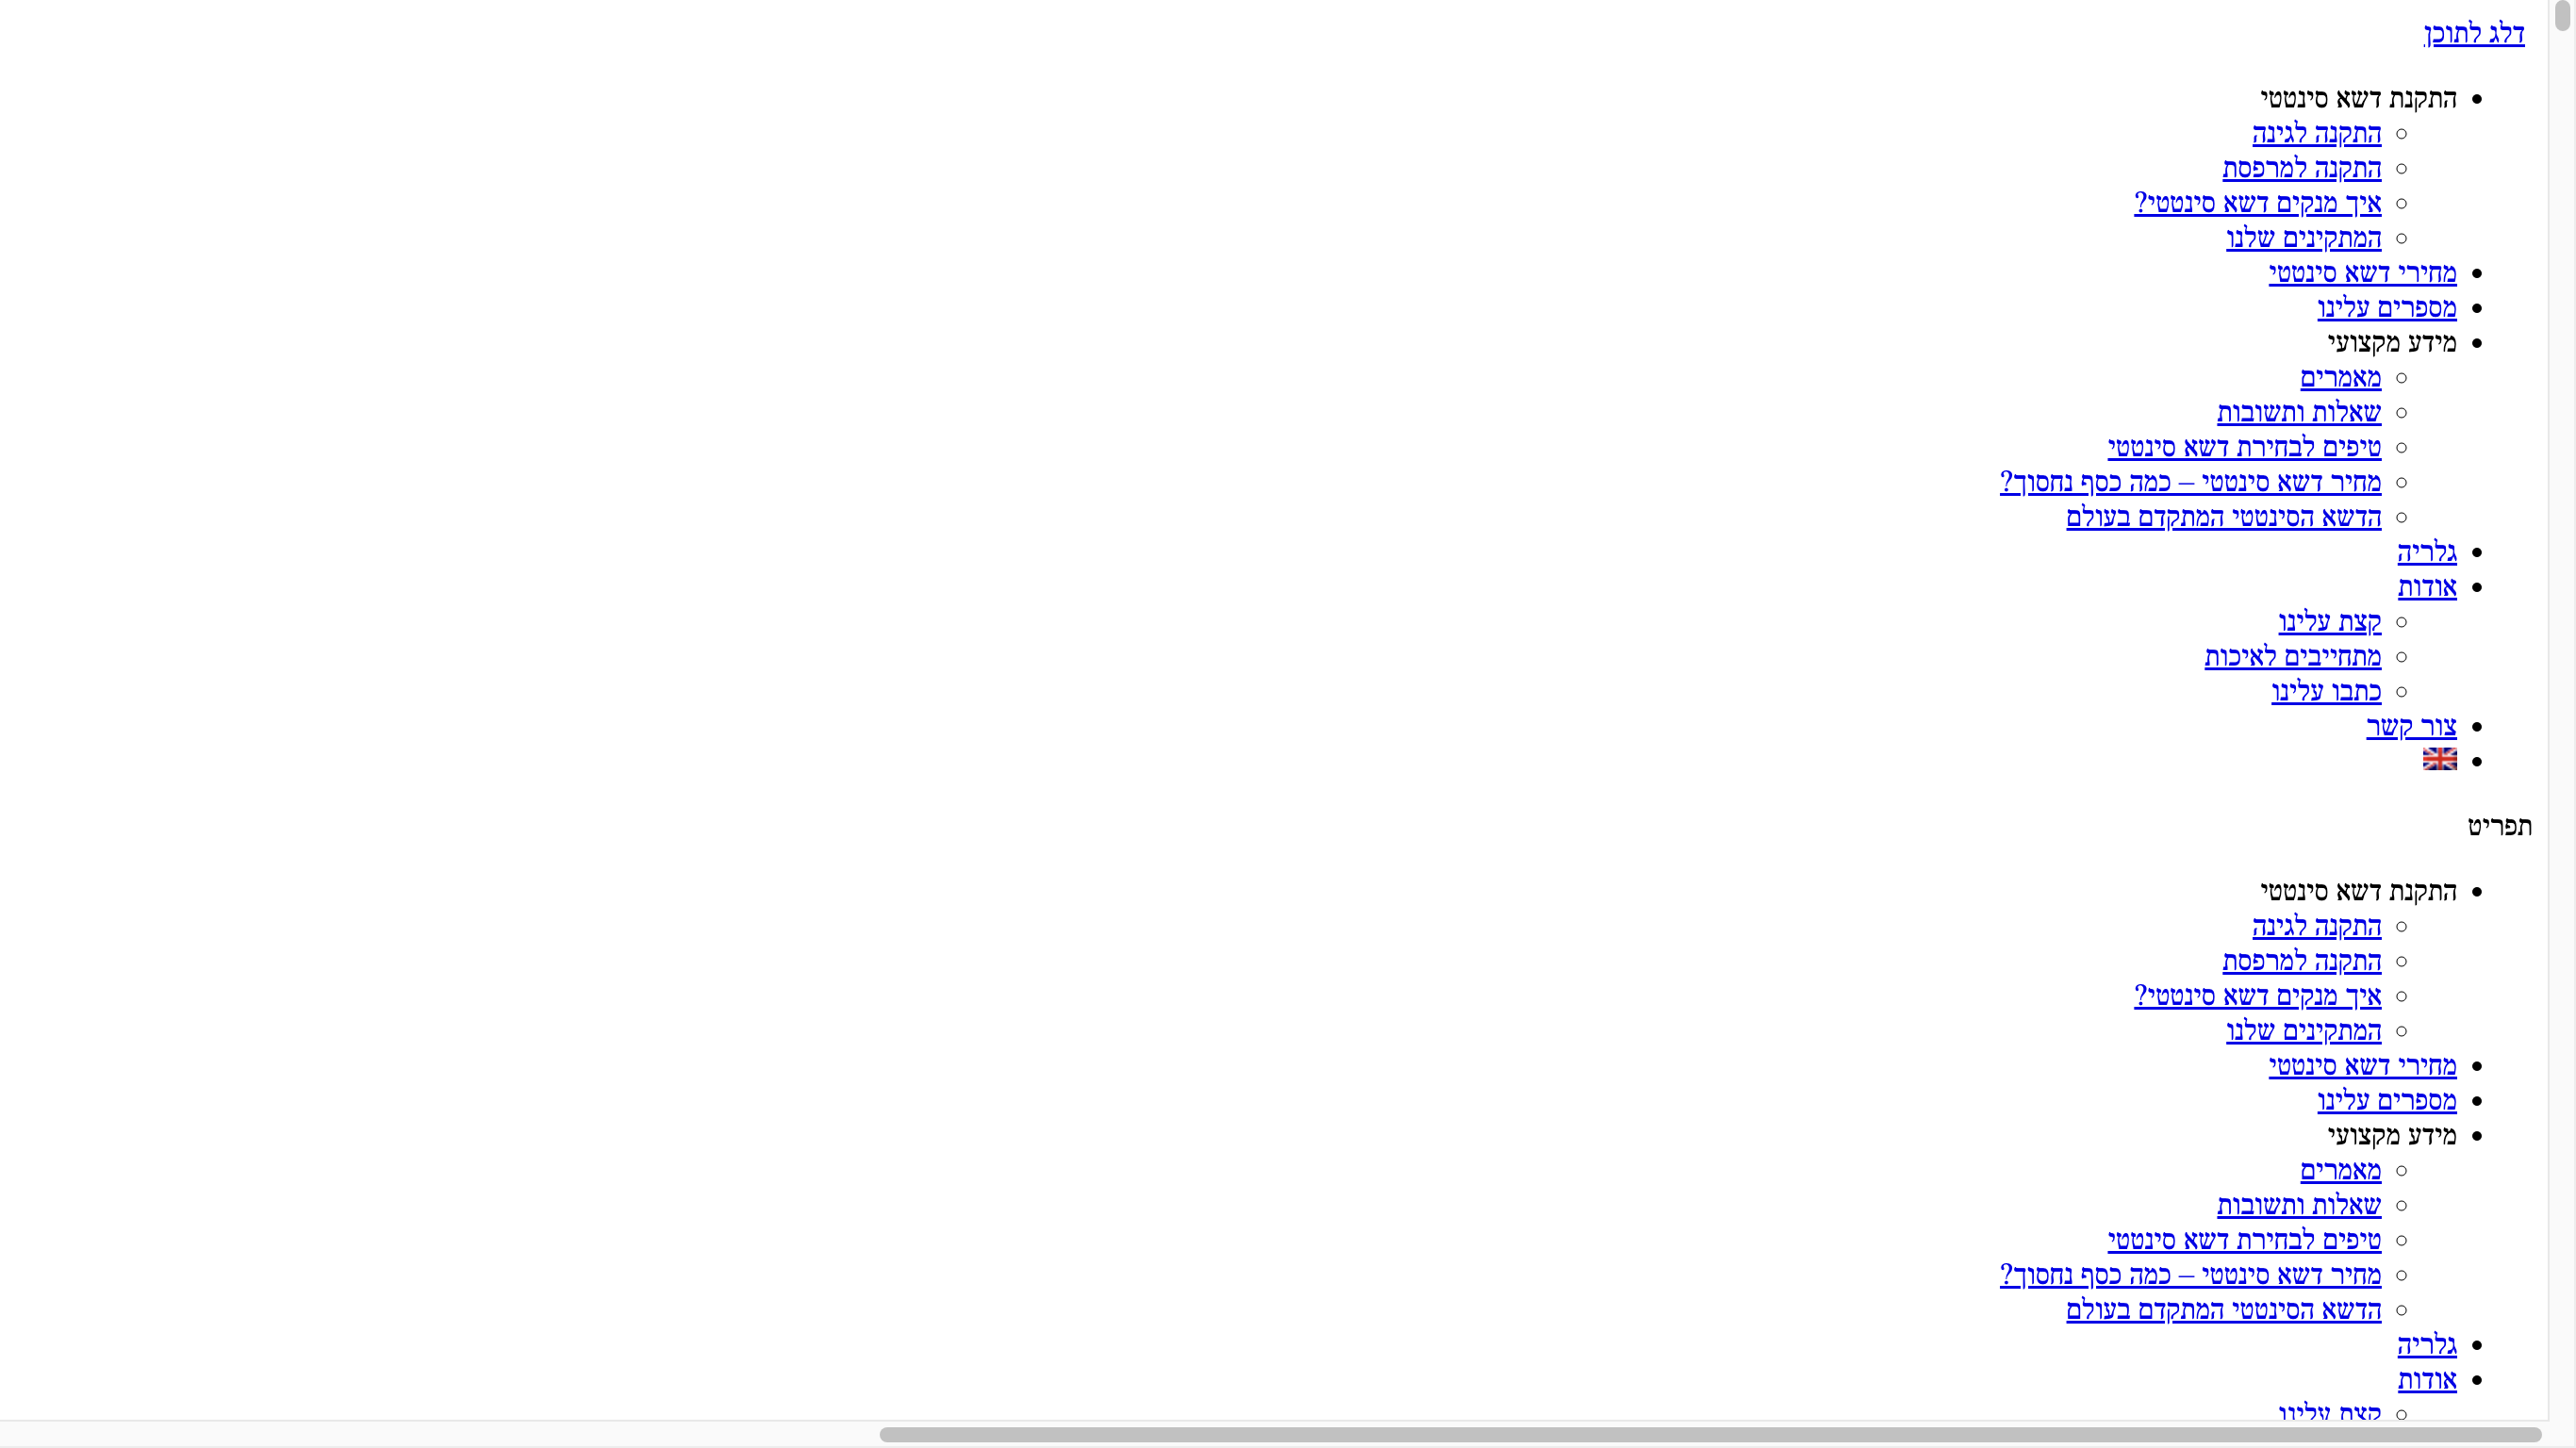 דלג לתוכן
התקנת דשא סינטטי
התקנה לגינה
התקנה למרפסת
איך מנקים דשא סינטטי?
המתקינים שלנו
מחירי דשא סינטטי
מספרים עלינו
מידע מקצועי
מאמרים
שאלות ותשובות
טיפים לבחירת דשא סינטטי
מחיר דשא סינטטי – כמה כסף נחסוך?
הדשא הסינטטי המתקדם בעולם
גלריה
אודות
קצת עלינו
מתחייבים לאיכות
כתבו עלינו
צור קשר
תפריט
התקנת דשא סינטטי
התקנה לגינה
התקנה למרפסת
איך מנקים דשא סינטטי?
המתקינים שלנו
מחירי דשא סינטטי
מספרים עלינו
מידע מקצועי
מאמרים
שאלות ותשובות
טיפים לבחירת דשא סינטטי
מחיר דשא סינטטי – כמה כסף נחסוך?
הדשא הסינטטי המתקדם בעולם
גלריה
אודות
קצת עלינו